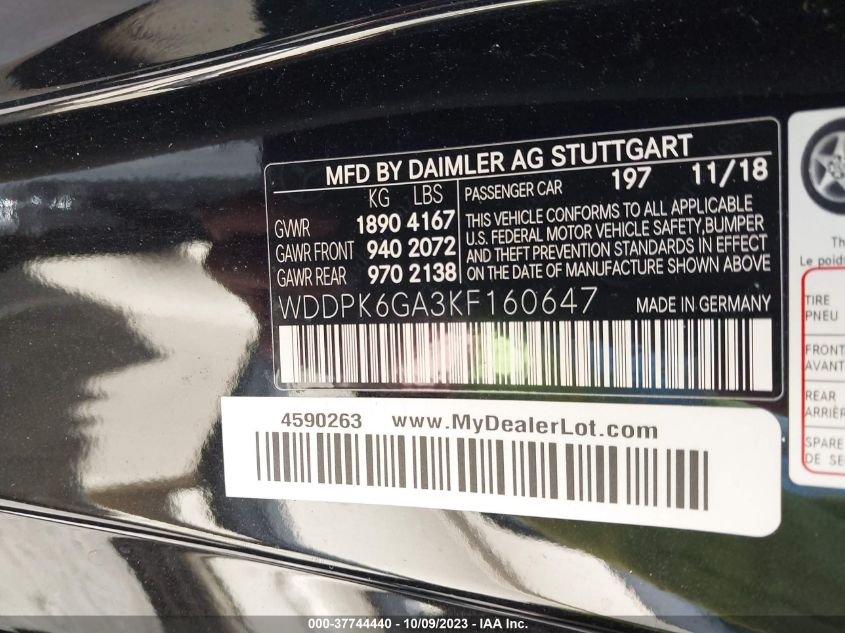 MFD BY DAIMLER AG STUTTGART
KG LBS
GVWR 1890 4167
GAWR FRONT 940 2072
GAWR REAR 970 2138
PASSENGER CAR 197 11/18
THIS VEHICLE CONFORMS TO ALL APPLICABLE
U.S. FEDERAL MOTOR VEHICLE SAFETY,BUMPER
AND THEFT PREVENTION STANDARDS IN EFFECT
ON THE DATE OF MANUFACTURE SHOWN ABOVE
WDDPK6GA3KF160647 MADE IN GERMANY
4590263 www.MyDealerLot.com
Le poids
TIRE
PNEU
FRONT
AVANT
REAR
ARRIÈR
SPARE
DE SE
000-37744440 - 10/09/2023 - IAA Inc.